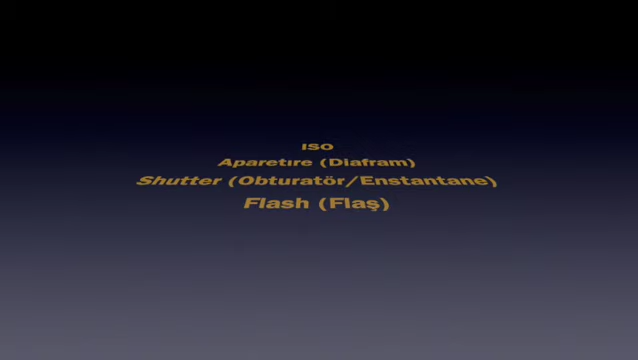 ISO
Aparetıre (Diafram)
Shutter (Obturatör/Enstantane)
Flash (Flaş)